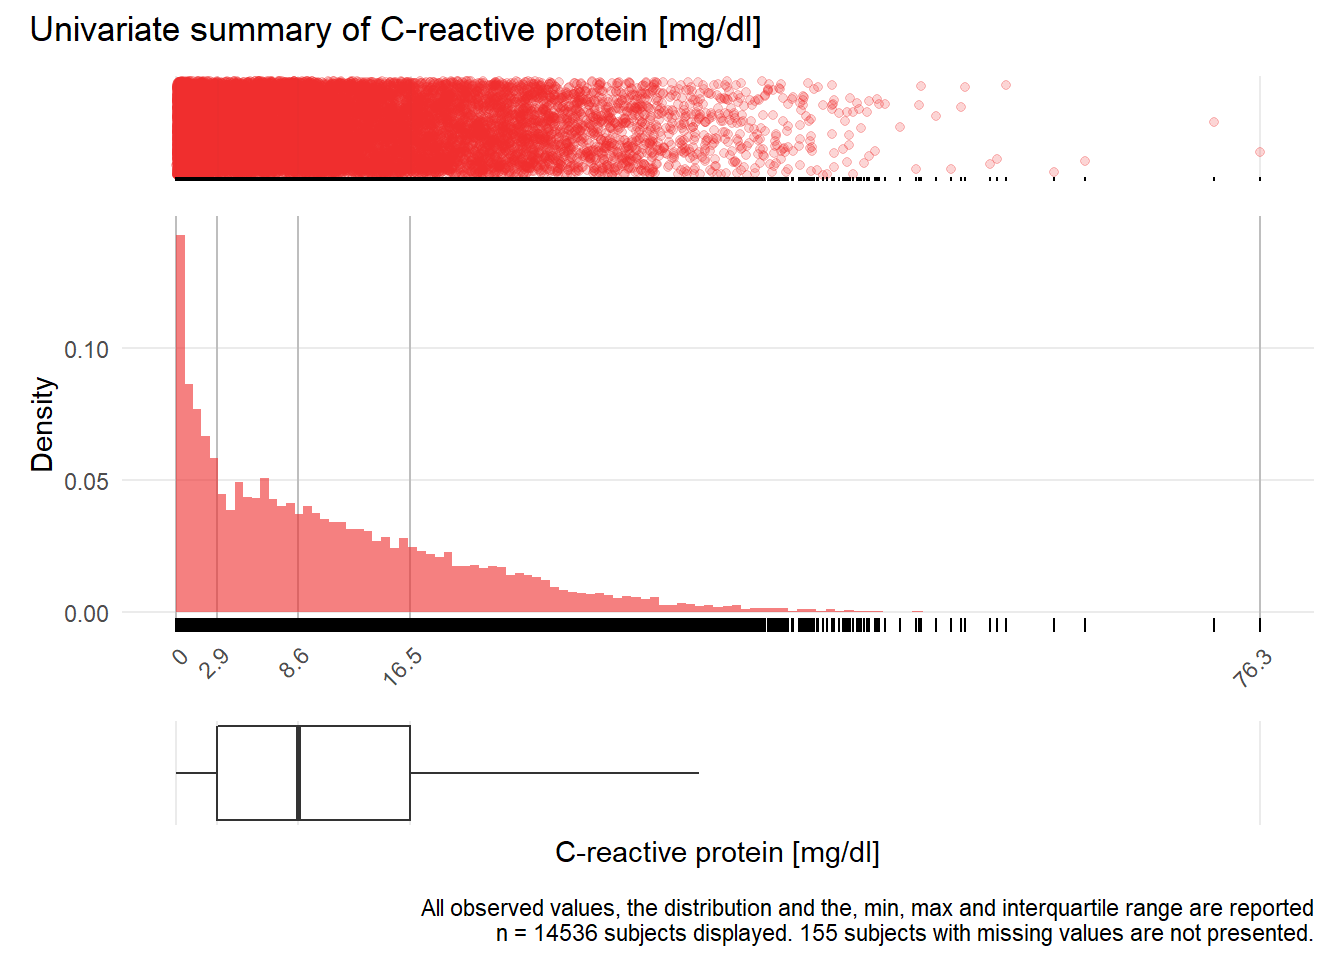 Univariate summary of C-reactive protein [mg/dl]
Density
0.10
0.05
0.00
0
2.9
8.6
16.5
76.3
C-reactive protein [mg/dl]
All observed values, the distribution and the, min, max and interquartile range are reported
n = 14536 subjects displayed. 155 subjects with missing values are not presented.